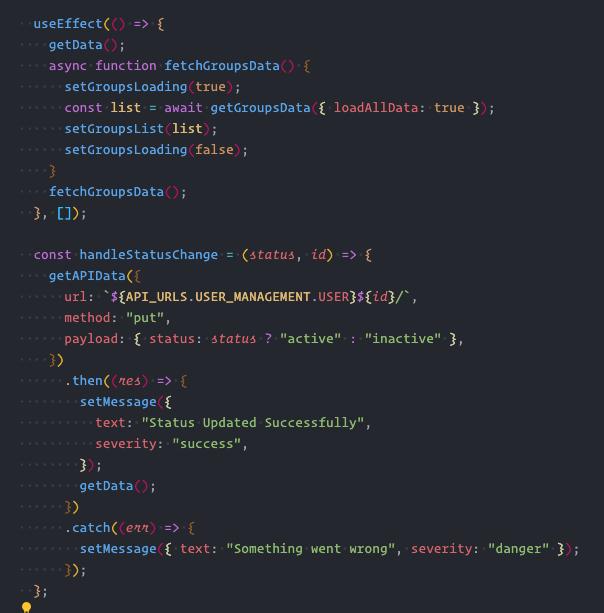 useEffect(() => {
getData();
async function fetchGroupsData() {
setGroupsLoading(true);
const list = await getGroupsData({ loadAllData: true });
setGroupsList(list);
setGroupsLoading(false);
}
fetchGroupsData();
}, []);
const handleStatusChange = (status, id) => {
getAPIData({
url: `${API_URLS.USER_MANAGEMENT.USER}${id}/`,
method: "put",
payload: { status: status ? "active" : "inactive" },
})
.then((res) => {
setMessage({
text: "Status Updated Successfully",
severity: "success",
});
getData();
})
.catch((err) => {
setMessage({ text: "Something went wrong", severity: "danger" });
});
};